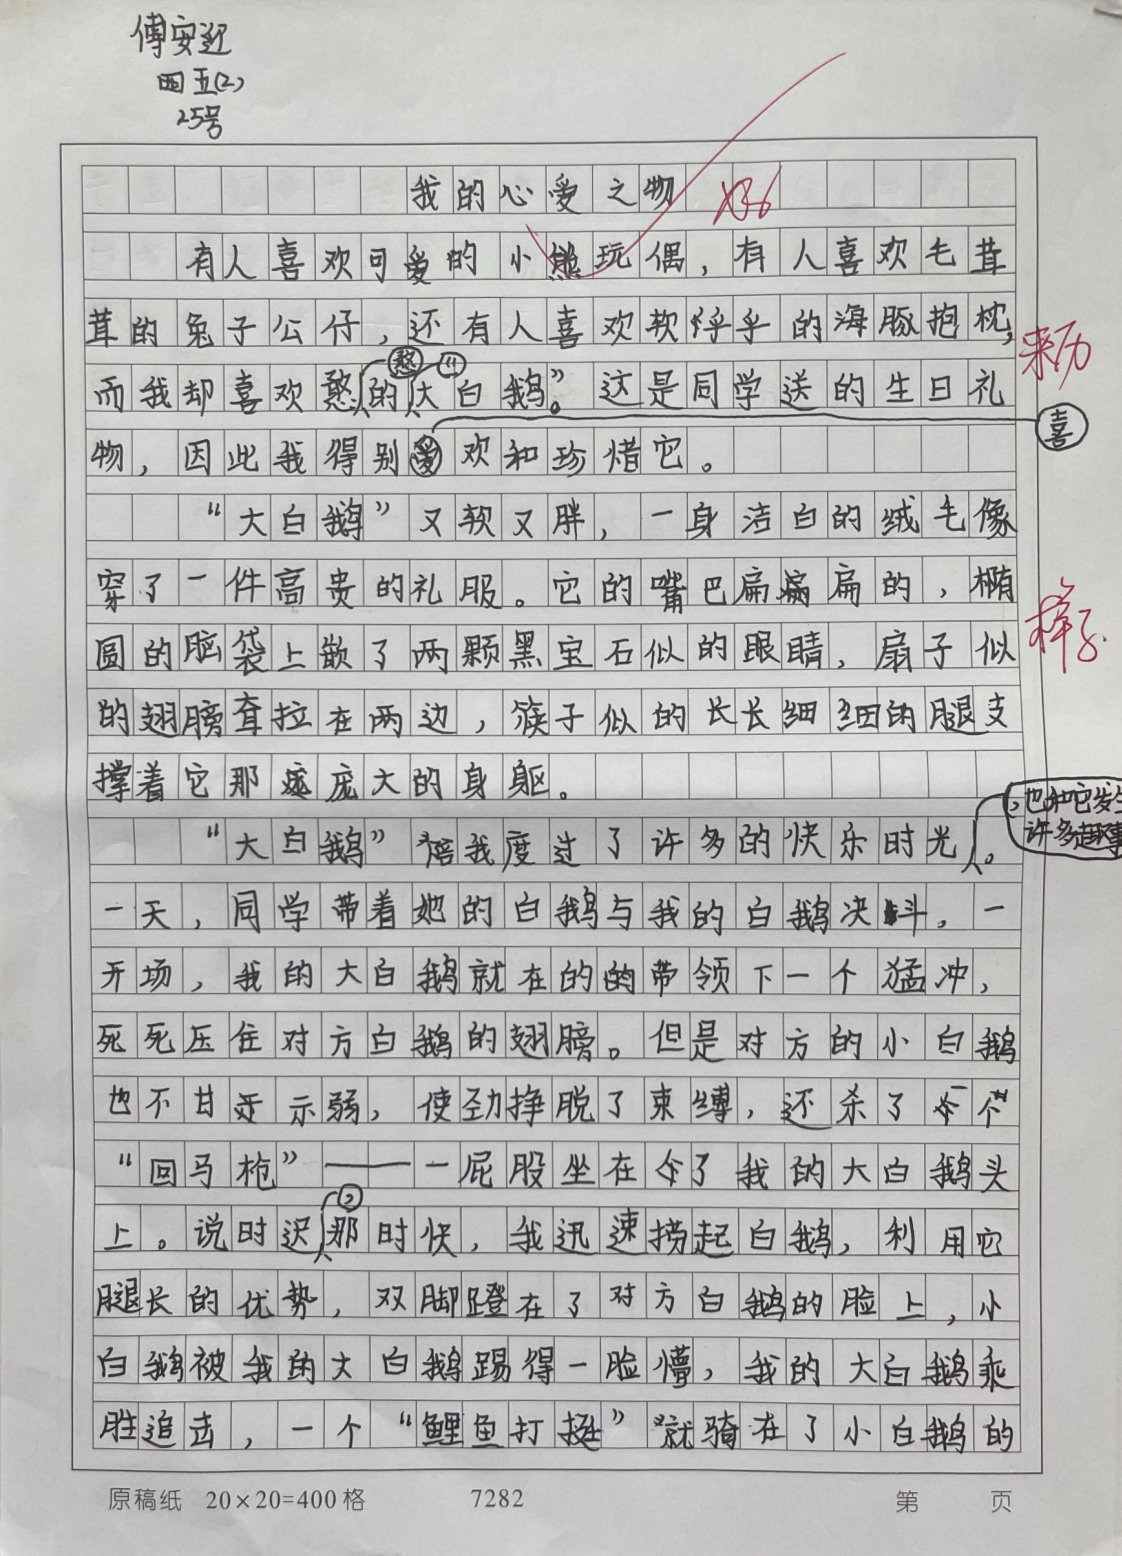 傅安迎
四五(2)
25号
我的心爱之物
好
有人喜欢可爱的小熊玩偶，有人喜欢毛茸
茸的兔子公仔，还有人喜欢软乎乎的海豚抱枕，
来历
而我却喜欢憨憨的“大白鹅”。这是同学送的生日礼
物，因此我得别喜欢和珍惜它。
“大白鹅”又软又胖，一身洁白的绒毛像
穿了一件高贵的礼服。它的嘴巴扁扁的，椭
样子
圆的脑袋上嵌了两颗黑宝石似的眼睛，扇子似
的翅膀耷拉在两边，筷子似的长长细细的腿支
撑着它那庞大的身躯。
“大白鹅”陪我度过了许多的快乐时光，也和它发生许多趣事。
一天，同学带着她的白鹅与我的白鹅决斗。一
开场，我的大白鹅就在的的带领下一个猛冲，
死死压住对方白鹅的翅膀。但是对方的小白鹅
也不甘示弱，使劲挣脱了束缚，还杀了一个
“回马枪”——一屁股坐在了我的大白鹅头
上。说时迟，那时快，我迅速捞起白鹅，利用它
腿长的优势，双脚蹬在了对方白鹅的脸上，小
白鹅被我的大白鹅踢得一脸懵，我的大白鹅乘
胜追击，一个“鲤鱼打挺”就骑在了小白鹅的
原稿纸 20×20=400格 7282 第 页